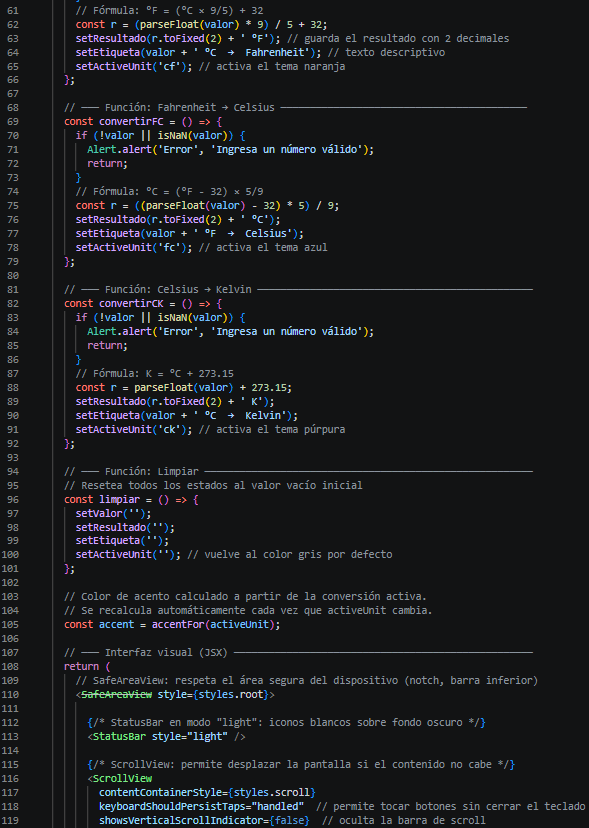 61 // Fórmula: °F = (°C × 9/5) + 32
62 const r = (parseFloat(valor) * 9) / 5 + 32;
63 setResultado(r.toFixed(2) + ' °F'); // guarda el resultado con 2 decimales
64 setEtiqueta(valor + ' °C → Fahrenheit'); // texto descriptivo
65 setActiveUnit('cf'); // activa el tema naranja
66 };
67
68 // ─── Función: Fahrenheit → Celsius ───────────────────────────────────────
69 const convertirFC = () => {
70 if (!valor || isNaN(valor)) {
71 Alert.alert('Error', 'Ingresa un número válido');
72 return;
73 }
74 // Fórmula: °C = (°F - 32) × 5/9
75 const r = ((parseFloat(valor) - 32) * 5) / 9;
76 setResultado(r.toFixed(2) + ' °C');
77 setEtiqueta(valor + ' °F → Celsius');
78 setActiveUnit('fc'); // activa el tema azul
79 };
80
81 // ─── Función: Celsius → Kelvin ───────────────────────────────────────────
82 const convertirCK = () => {
83 if (!valor || isNaN(valor)) {
84 Alert.alert('Error', 'Ingresa un número válido');
85 return;
86 }
87 // Fórmula: K = °C + 273.15
88 const r = parseFloat(valor) + 273.15;
89 setResultado(r.toFixed(2) + ' K');
90 setEtiqueta(valor + ' °C → Kelvin');
91 setActiveUnit('ck'); // activa el tema púrpura
92 };
93
94 // ─── Función: Limpiar ────────────────────────────────────────────────────
95 // Resetea todos los estados al valor vacío inicial
96 const limpiar = () => {
97 setValor('');
98 setResultado('');
99 setEtiqueta('');
100 setActiveUnit(''); // vuelve al color gris por defecto
101 };
102
103 // Color de acento calculado a partir de la conversión activa.
104 // Se recalcula automáticamente cada vez que activeUnit cambia.
105 const accent = accentFor(activeUnit);
106
107 // ─── Interfaz visual (JSX) ───────────────────────────────────────────────
108 return (
109 // SafeAreaView: respeta el área segura del dispositivo (notch, barra inferior)
110 <SafeAreaView style={styles.root}>
111
112 {/* StatusBar en modo "light": iconos blancos sobre fondo oscuro */}
113 <StatusBar style="light" />
114
115 {/* ScrollView: permite desplazar la pantalla si el contenido no cabe */}
116 <ScrollView
117 contentContainerStyle={styles.scroll}
118 keyboardShouldPersistTaps="handled" // permite tocar botones sin cerrar el teclado
119 showsVerticalScrollIndicator={false} // oculta la barra de scroll